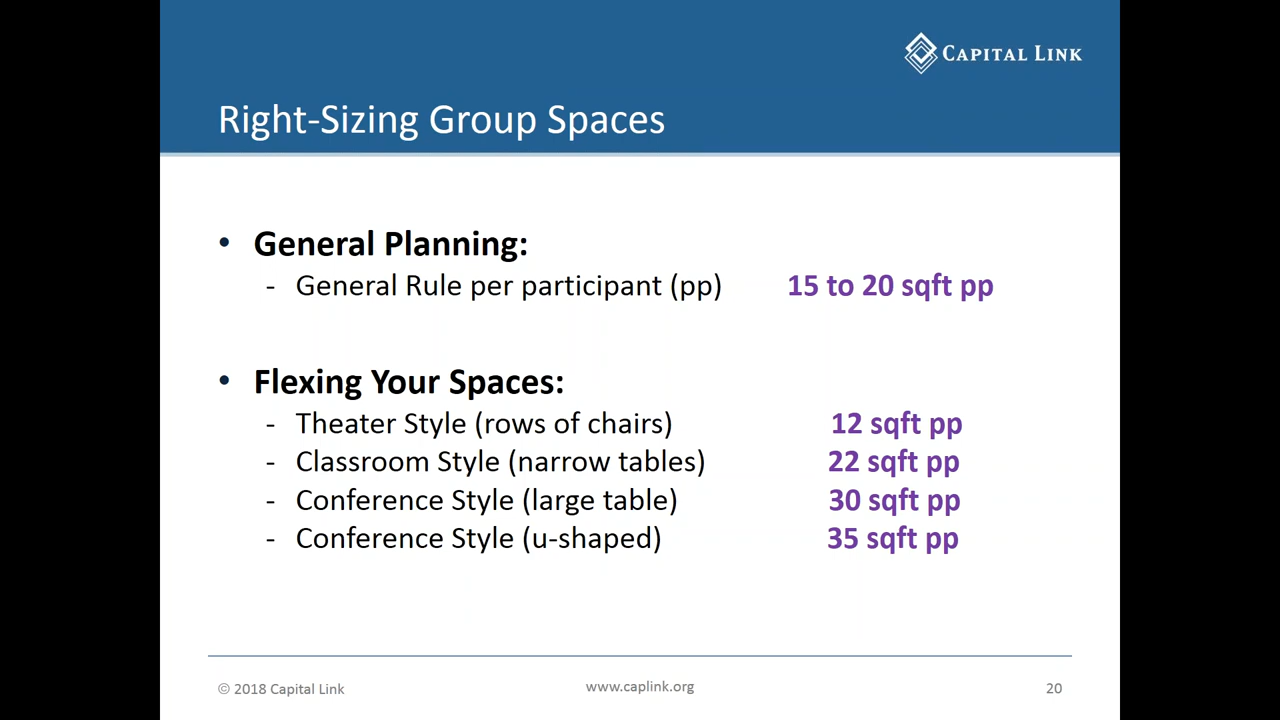 CAPITAL LINK
Right-Sizing Group Spaces
• General Planning:
- General Rule per participant (pp) 15 to 20 sqft pp
• Flexing Your Spaces:
- Theater Style (rows of chairs) 12 sqft pp
- Classroom Style (narrow tables) 22 sqft pp
- Conference Style (large table) 30 sqft pp
- Conference Style (u-shaped) 35 sqft pp
© 2018 Capital Link www.caplink.org 20